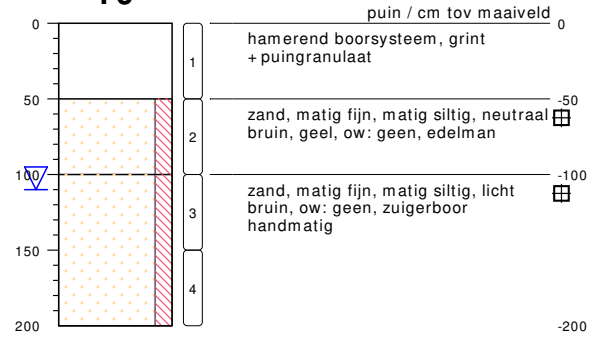 puin / cm tov maaiveld
0
0
hamerend boorsysteem, grint
+ puingranulaat
1
50
-50
zand, matig fijn, matig siltig, neutraal
bruin, geel, ow: geen, edelman
2
100
-100
zand, matig fijn, matig siltig, licht
bruin, ow: geen, zuigerboor
handmatig
3
150
4
200
-200